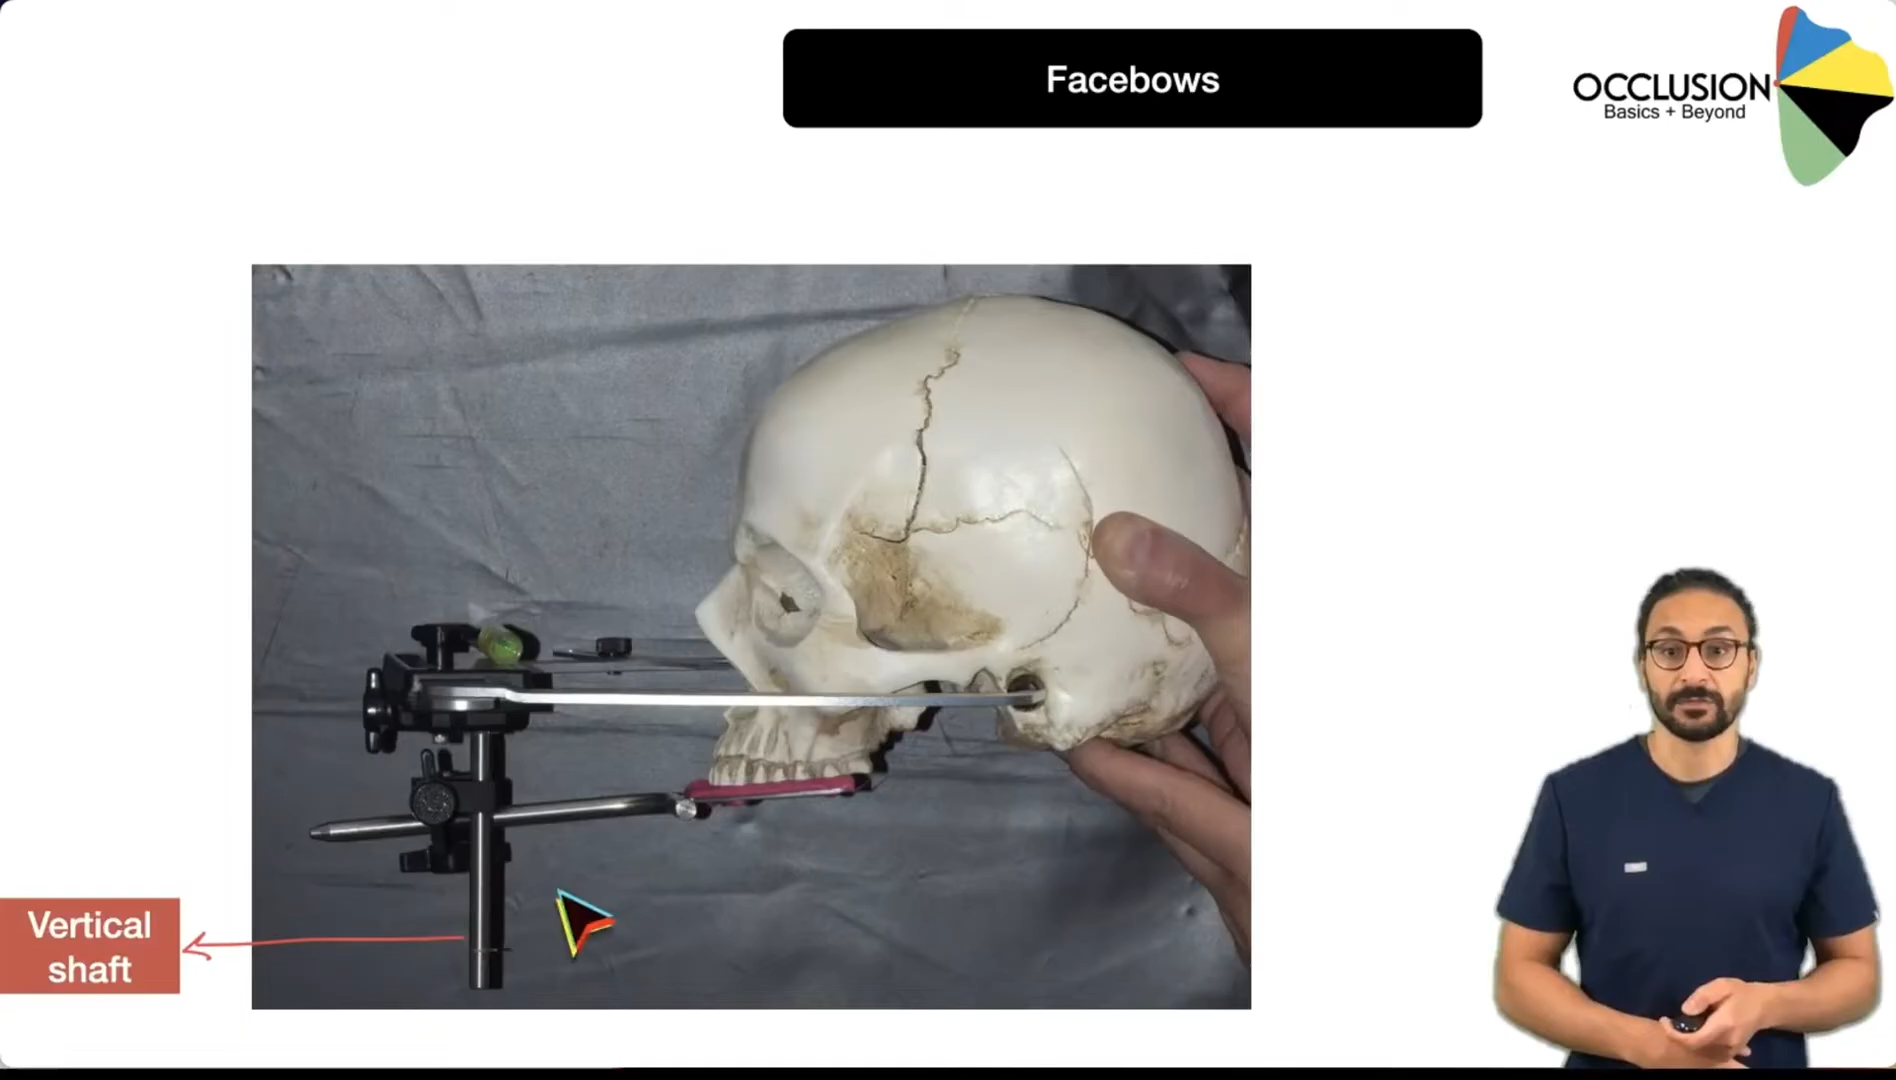 Facebows
OCCLUSION
Basics + Beyond
Vertical
shaft